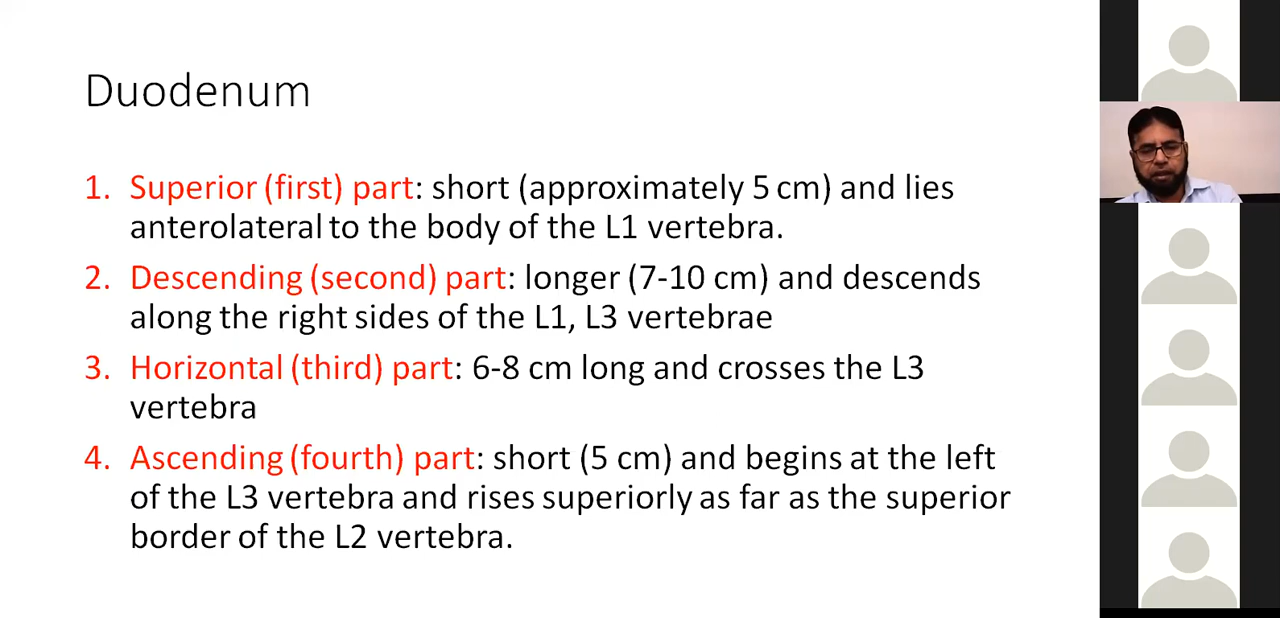 Duodenum
1. Superior (first) part: short (approximately 5 cm) and lies
anterolateral to the body of the L1 vertebra.
2. Descending (second) part: longer (7-10 cm) and descends
along the right sides of the L1, L3 vertebrae
3. Horizontal (third) part: 6-8 cm long and crosses the L3
vertebra
4. Ascending (fourth) part: short (5 cm) and begins at the left
of the L3 vertebra and rises superiorly as far as the superior
border of the L2 vertebra.